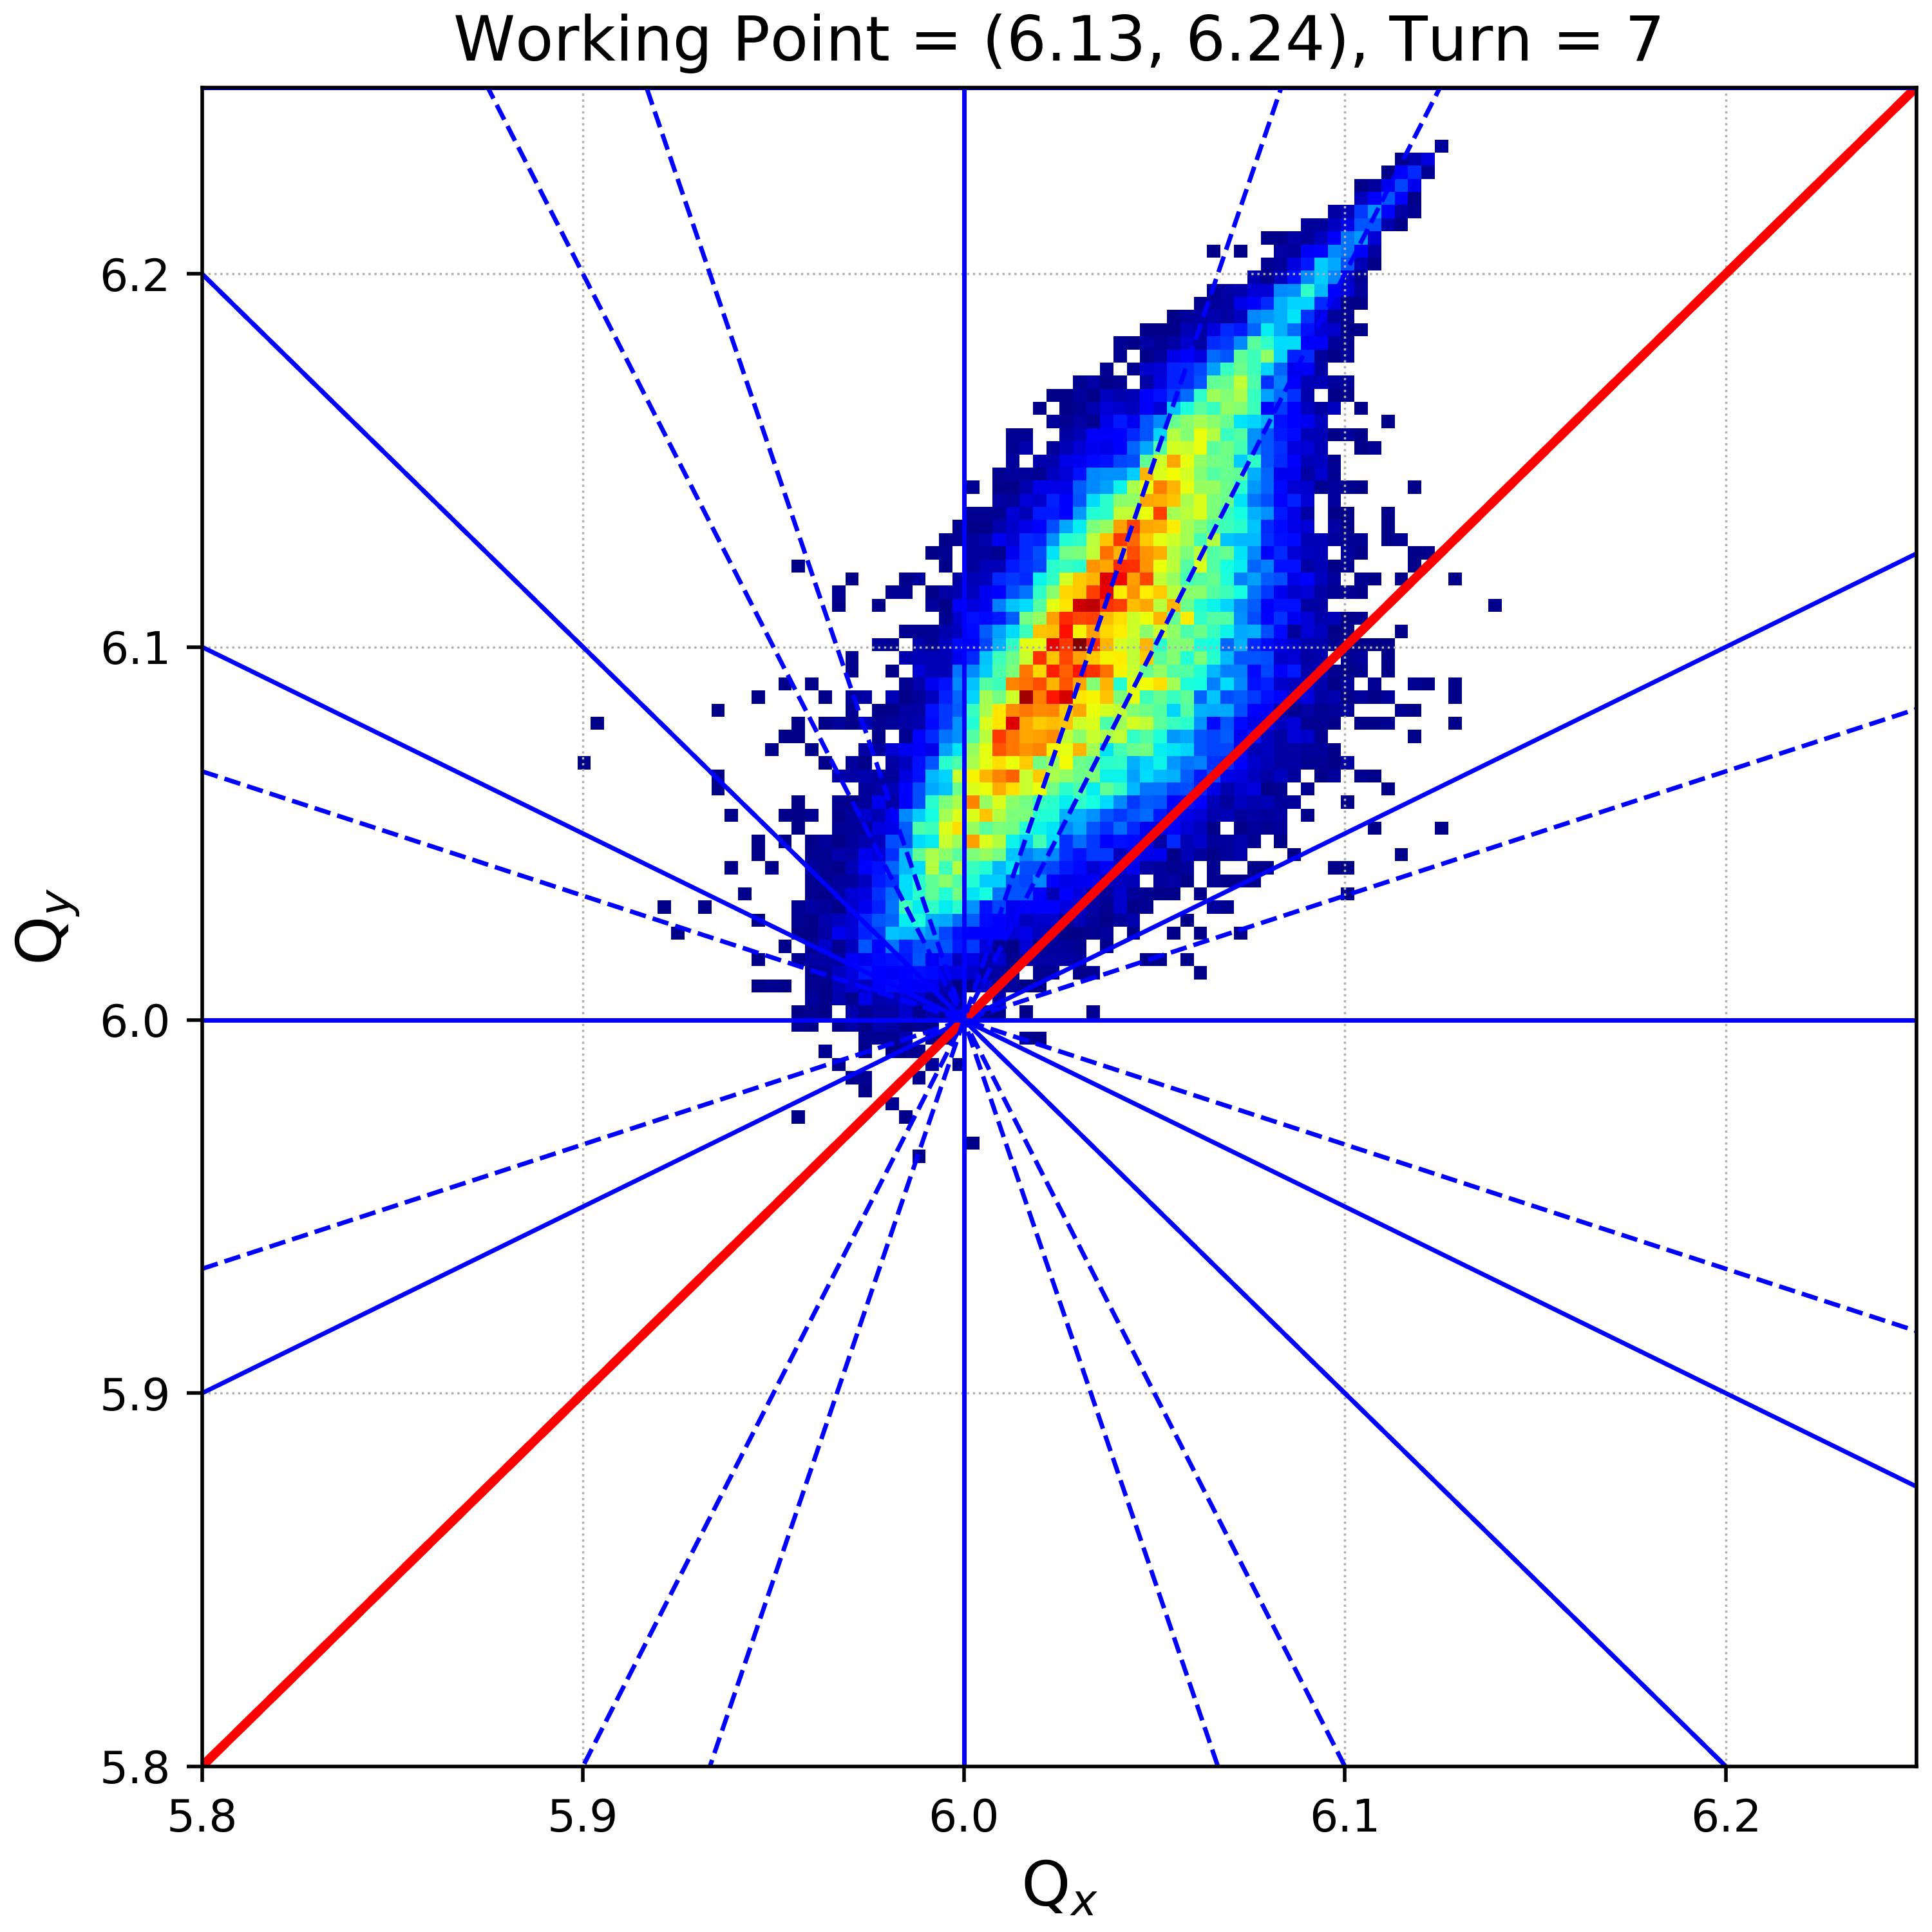 Working Point = (6.13, 6.24), Turn = 7
6.2
6.1
6.0
5.9
5.8
Qy
5.8 5.9 6.0 6.1 6.2
Qx